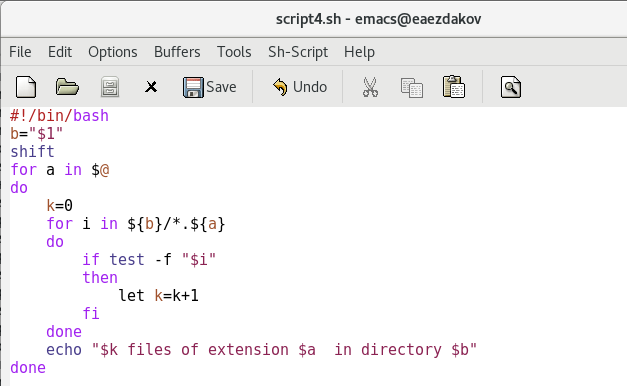 script4.sh - emacs@eaezdakov
File Edit Options Buffers Tools Sh-Script Help
Save Undo
#!/bin/bash
b="$1"
shift
for a in $@
do
    k=0
    for i in ${b}/*.${a}
    do
        if test -f "$i"
        then
            let k=k+1
        fi
    done
    echo "$k files of extension $a  in directory $b"
done